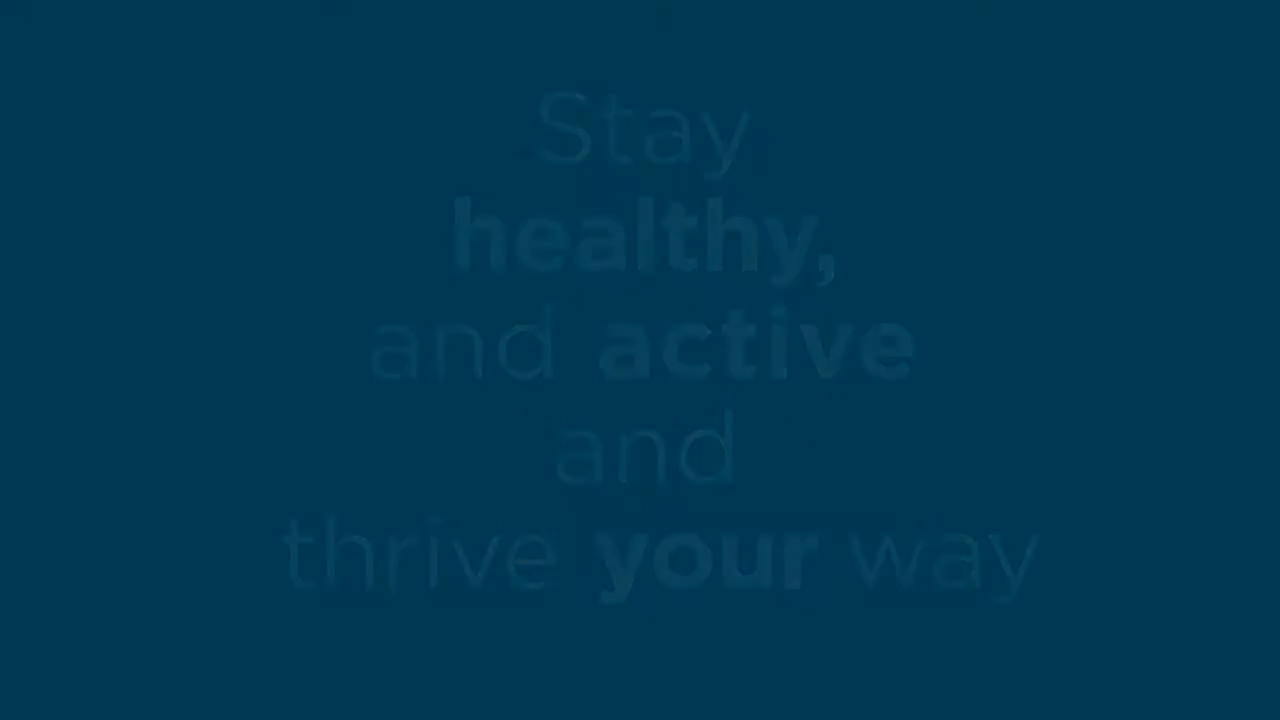 Stay
healthy,
and active
and
thrive your way